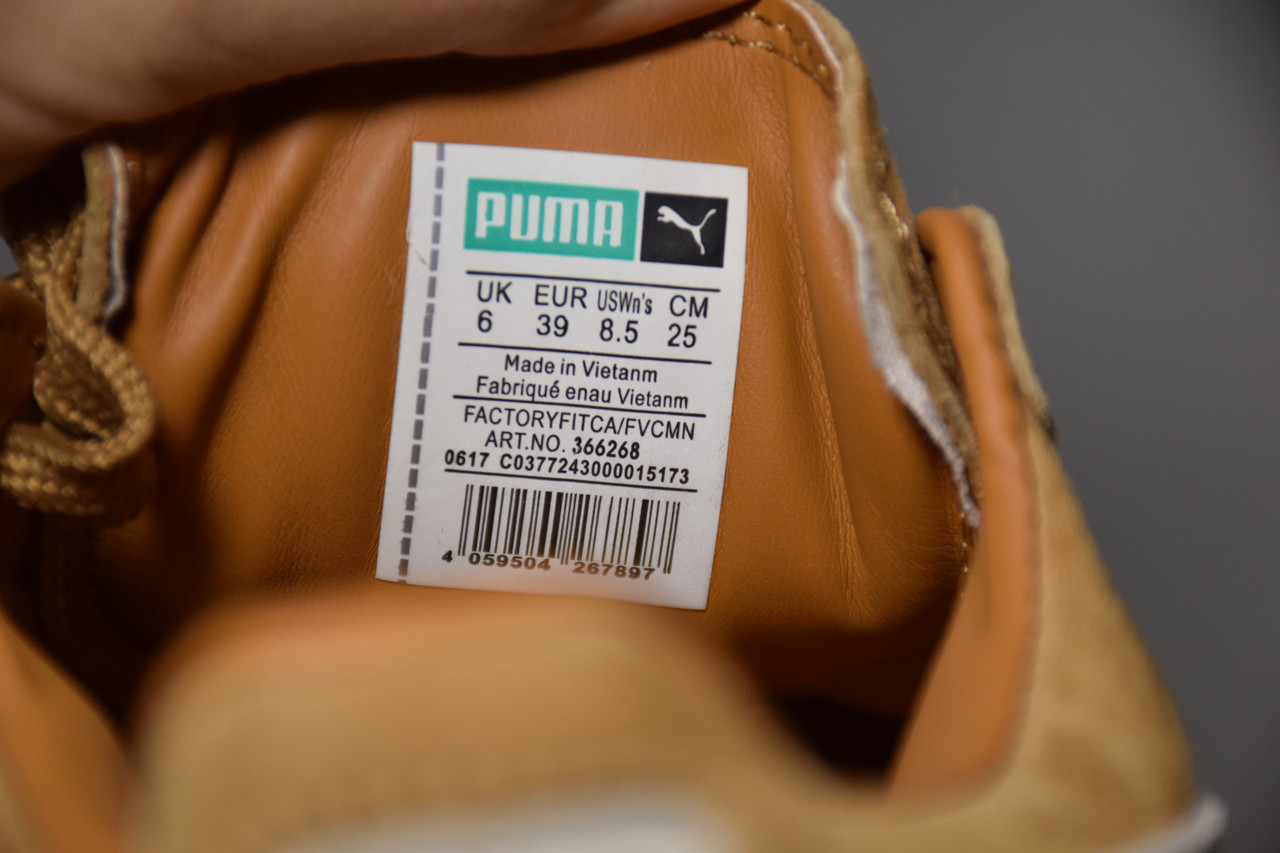 PUMA
UK EUR USWn's CM
6 39 8.5 25
Made in Vietanm
Fabriqué enau Vietanm
FACTORYFITCA/FVCMN
ART.NO. 366268
0617 C0377243000015173
4 059504 267897